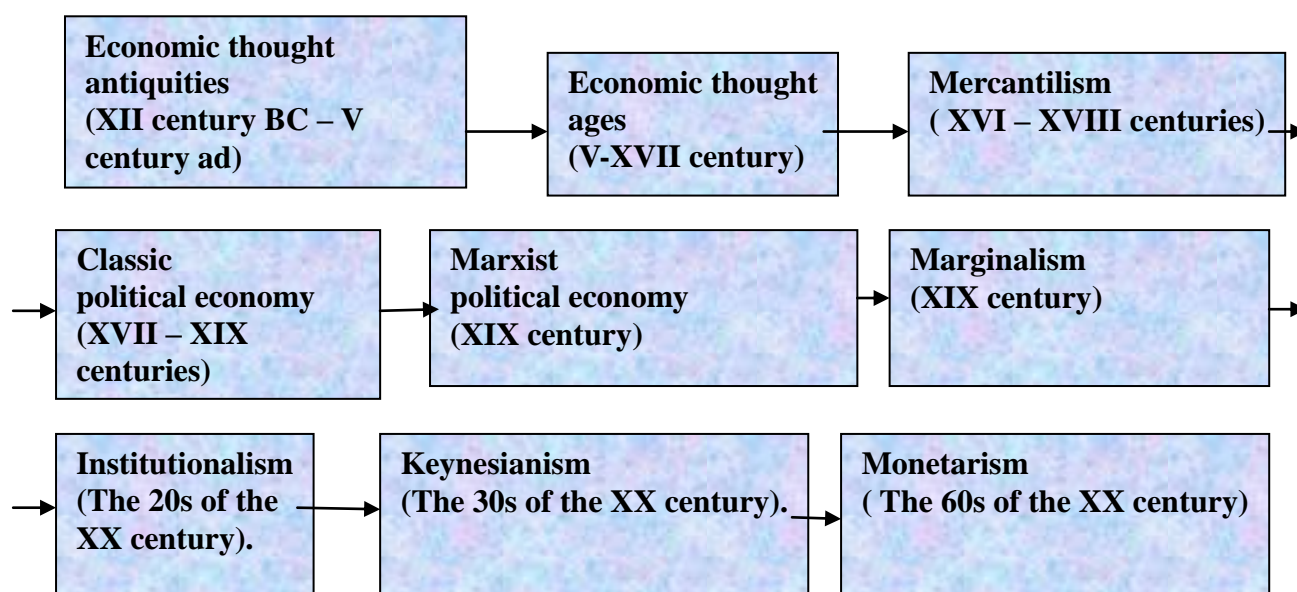 Economic thought
antiquities
(XII century BC – V
century ad)
Economic thought
ages
(V-XVII century)
Mercantilism
( XVI – XVIII centuries)
Classic
political economy
(XVII – XIX
centuries)
Marxist
political economy
(XIX century)
Marginalism
(XIX century)
Institutionalism
(The 20s of the
XX century).
Keynesianism
(The 30s of the XX century).
Monetarism
( The 60s of the XX century)